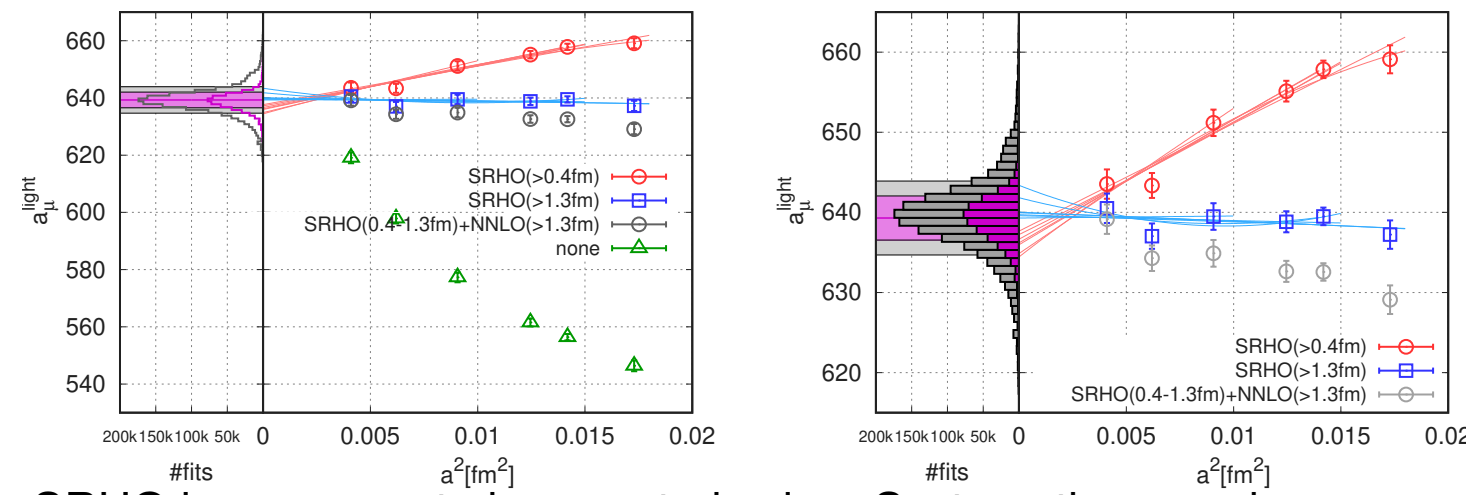 660
640
620
600
580
560
540
a_μ^light
SRHO(>0.4fm)
SRHO(>1.3fm)
SRHO(0.4-1.3fm)+NNLO(>1.3fm)
none
200k150k100k 50k 0 0.005 0.01 0.015 0.02
#fits a²[fm²]
660
650
640
630
620
a_μ^light
SRHO(>0.4fm)
SRHO(>1.3fm)
SRHO(0.4-1.3fm)+NNLO(>1.3fm)
200k150k100k 50k 0 0.005 0.01 0.015 0.02
#fits a²[fm²]